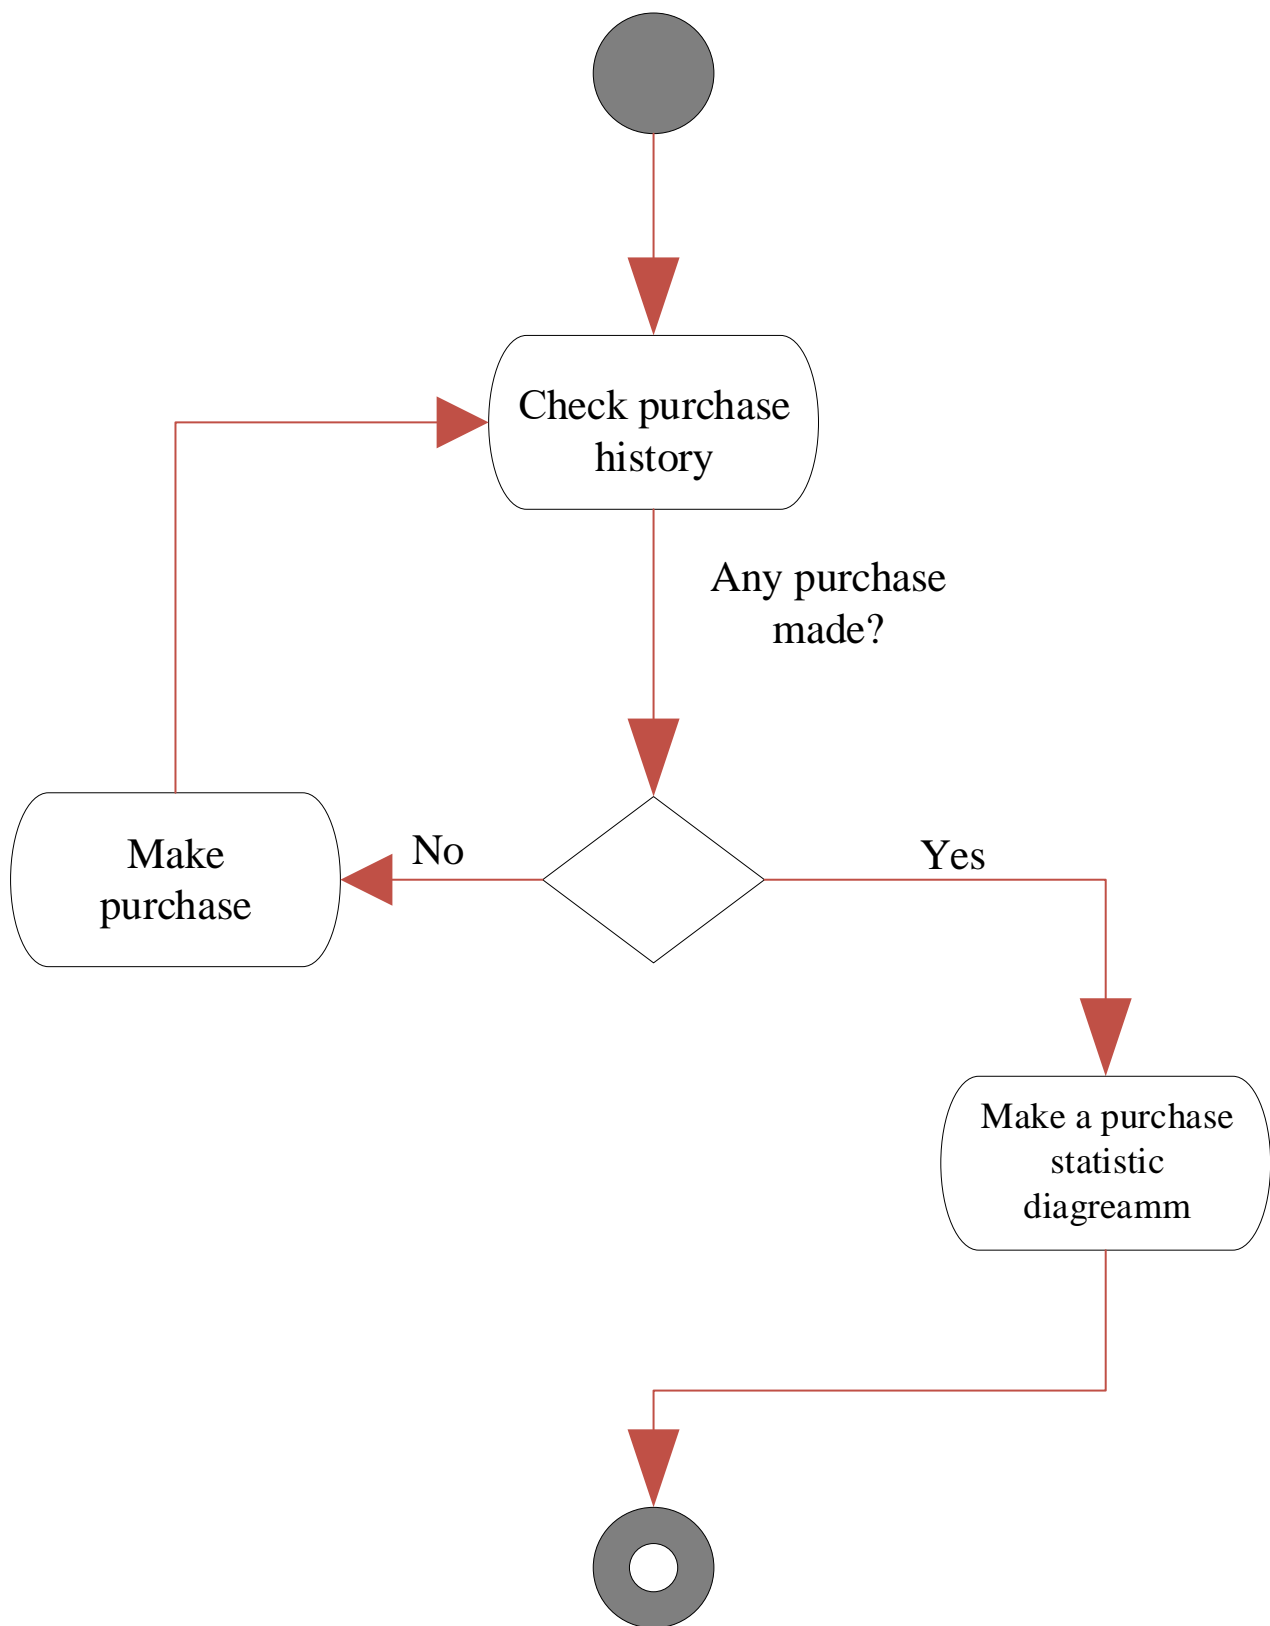 Check purchase
history
Any purchase
made?
No
Yes
Make
purchase
Make a purchase
statistic
diagreamm